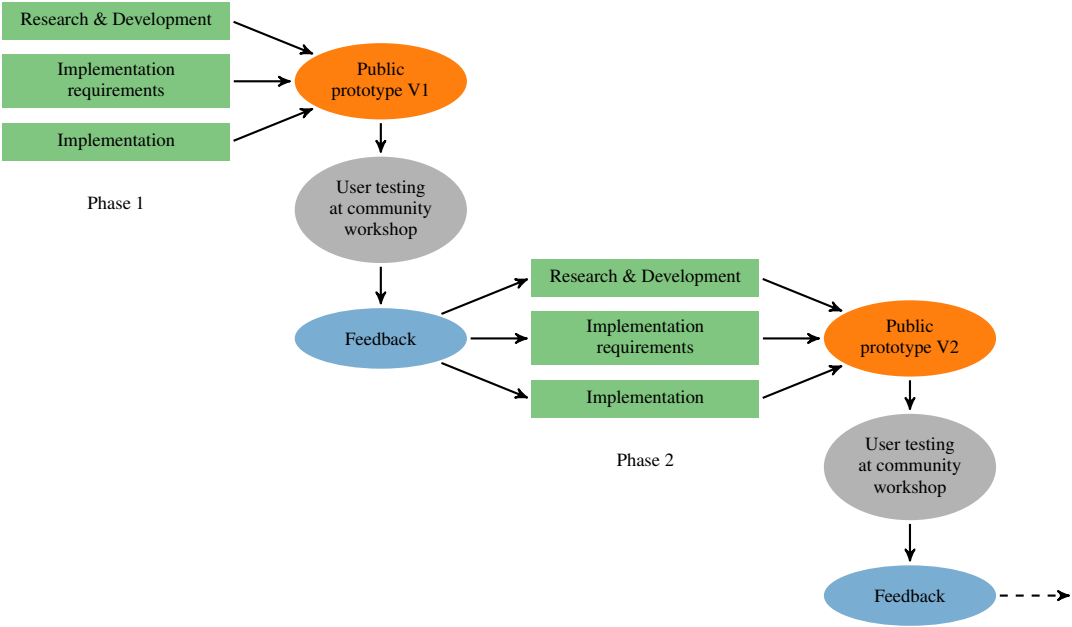 Research & Development
Implementation
requirements
Implementation
Phase 1
Public
prototype V1
User testing
at community
workshop
Feedback
Research & Development
Implementation
requirements
Implementation
Phase 2
Public
prototype V2
User testing
at community
workshop
Feedback